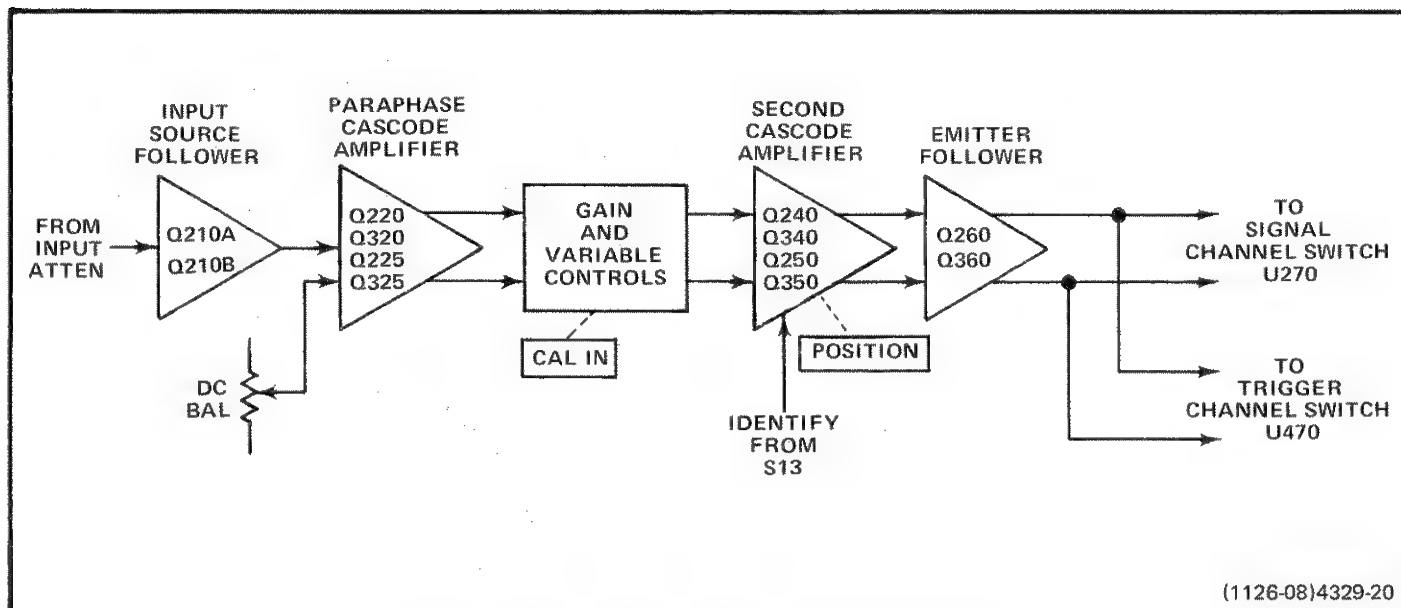 INPUT
SOURCE
FOLLOWER
PARAPHASE
CASCODE
AMPLIFIER
SECOND
CASCODE
AMPLIFIER
EMITTER
FOLLOWER
FROM
INPUT
ATTEN
Q210A
Q210B
Q220
Q320
Q225
Q325
GAIN
AND
VARIABLE
CONTROLS
Q240
Q340
Q250
Q350
Q260
Q360
TO
SIGNAL
CHANNEL SWITCH
U270
CAL IN
POSITION
DC
BAL
IDENTIFY
FROM
S13
TO
TRIGGER
CHANNEL SWITCH
U470
(1126-08)4329-20